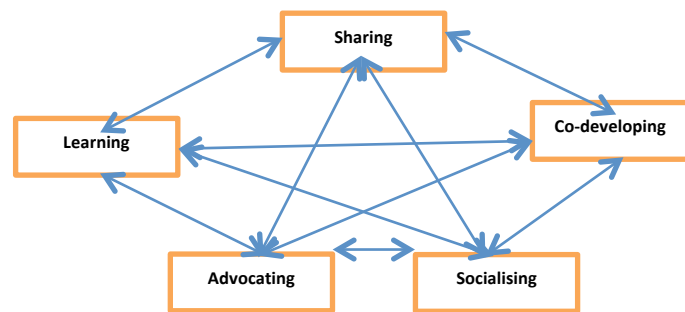 Sharing
Learning
Co-developing
Advocating
Socialising